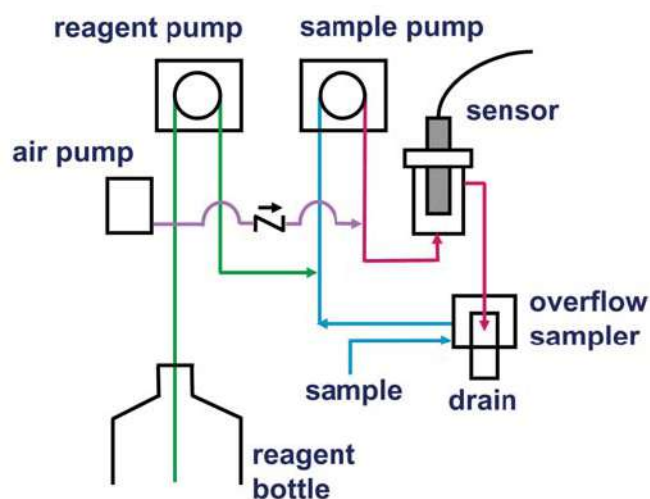 reagent pump
sample pump
sensor
air pump
overflow
sampler
sample
drain
reagent
bottle